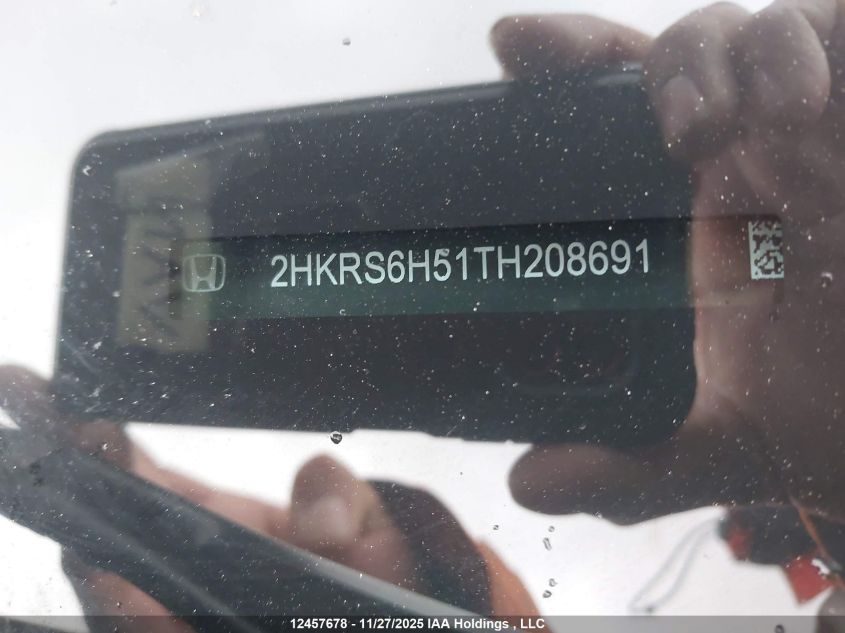 2HKRS6H51TH208691
12457678 - 11/27/2025 IAA Holdings , LLC